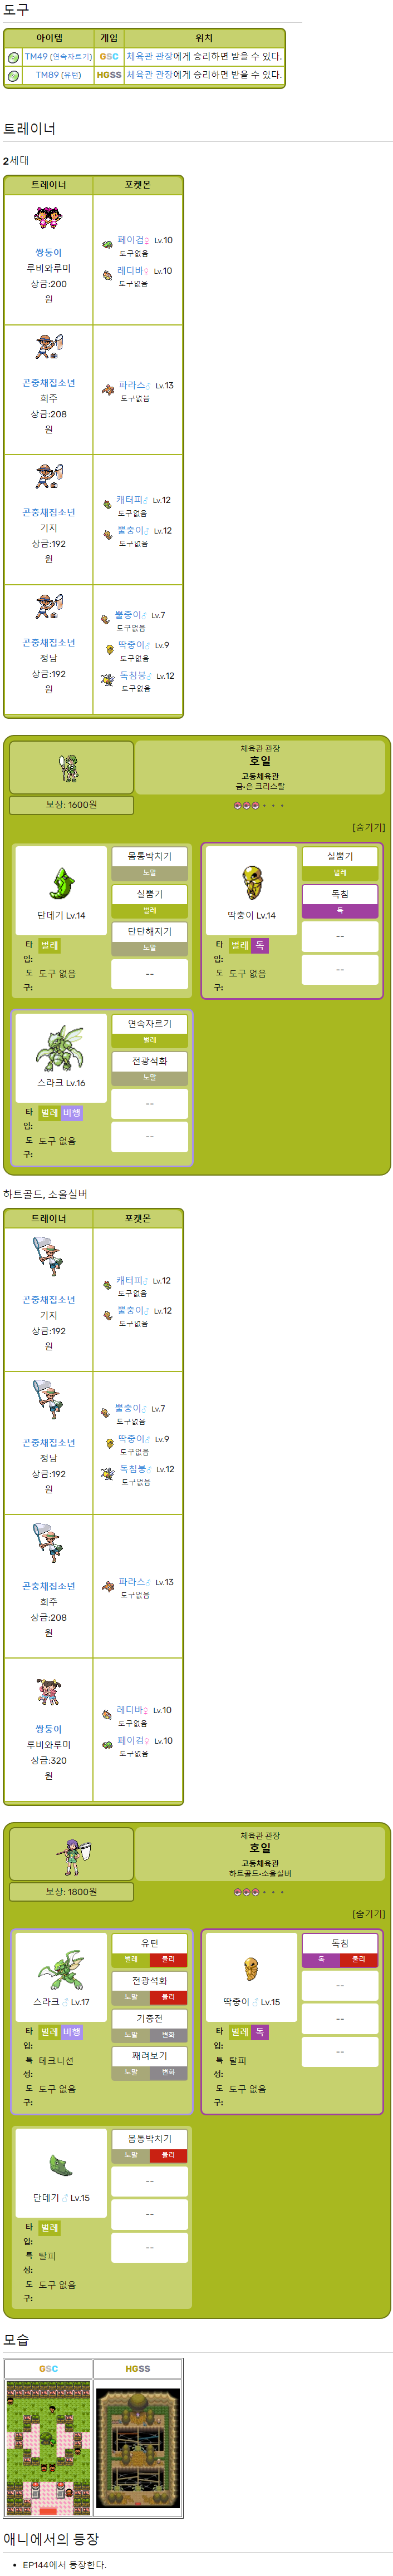 도구
아이템 게임 위치
TM49 (연속자르기) GSC 체육관 관장에게 승리하면 받을 수 있다.
TM89 (유턴) HGSS 체육관 관장에게 승리하면 받을 수 있다.
트레이너
2세대
트레이너 포켓몬
쌍둥이
루비와루미
상금:200
원
페이검♀ Lv.10
도구없음
레디바♀ Lv.10
도구없음
곤충채집소년
희주
상금:208
원
파라스♂ Lv.13
도구없음
곤충채집소년
기지
상금:192
원
캐터피♂ Lv.12
도구없음
뿔충이♂ Lv.12
도구없음
곤충채집소년
정남
상금:192
원
뿔충이♂ Lv.7
도구없음
딱충이♂ Lv.9
도구없음
독침붕♂ Lv.12
도구없음
체육관 관장
호일
고동체육관
금·은 크리스탈
보상: 1600원
[숨기기]
단데기 Lv.14
타입: 벌레
도구: 도구 없음
몸통박치기
노말
실뿜기
벌레
단단해지기
노말
--
딱충이 Lv.14
타입: 벌레 독
도구: 도구 없음
실뿜기
벌레
독침
독
--
--
스라크 Lv.16
타입: 벌레 비행
도구: 도구 없음
연속자르기
벌레
전광석화
노말
--
--
하트골드, 소울실버
트레이너 포켓몬
곤충채집소년
기지
상금:192
원
캐터피♂ Lv.12
도구없음
뿔충이♂ Lv.12
도구없음
곤충채집소년
정남
상금:192
원
뿔충이♂ Lv.7
도구없음
딱충이♂ Lv.9
도구없음
독침붕♂ Lv.12
도구없음
곤충채집소년
희주
상금:208
원
파라스♂ Lv.13
도구없음
쌍둥이
루비와루미
상금:320
원
레디바♀ Lv.10
도구없음
페이검♀ Lv.10
도구없음
체육관 관장
호일
고동체육관
하트골드·소울실버
보상: 1800원
[숨기기]
스라크 ♂ Lv.17
타입: 벌레 비행
특성: 테크니션
도구: 도구 없음
유턴
벌레 물리
전광석화
노말 물리
기충전
노말 변화
째려보기
노말 변화
딱충이 ♂ Lv.15
타입: 벌레 독
특성: 탈피
도구: 도구 없음
독침
독 물리
--
--
--
단데기 ♂ Lv.15
타입: 벌레
특성: 탈피
도구: 도구 없음
몸통박치기
노말 물리
--
--
--
모습
GSC HGSS
애니에서의 등장
EP144에서 등장한다.